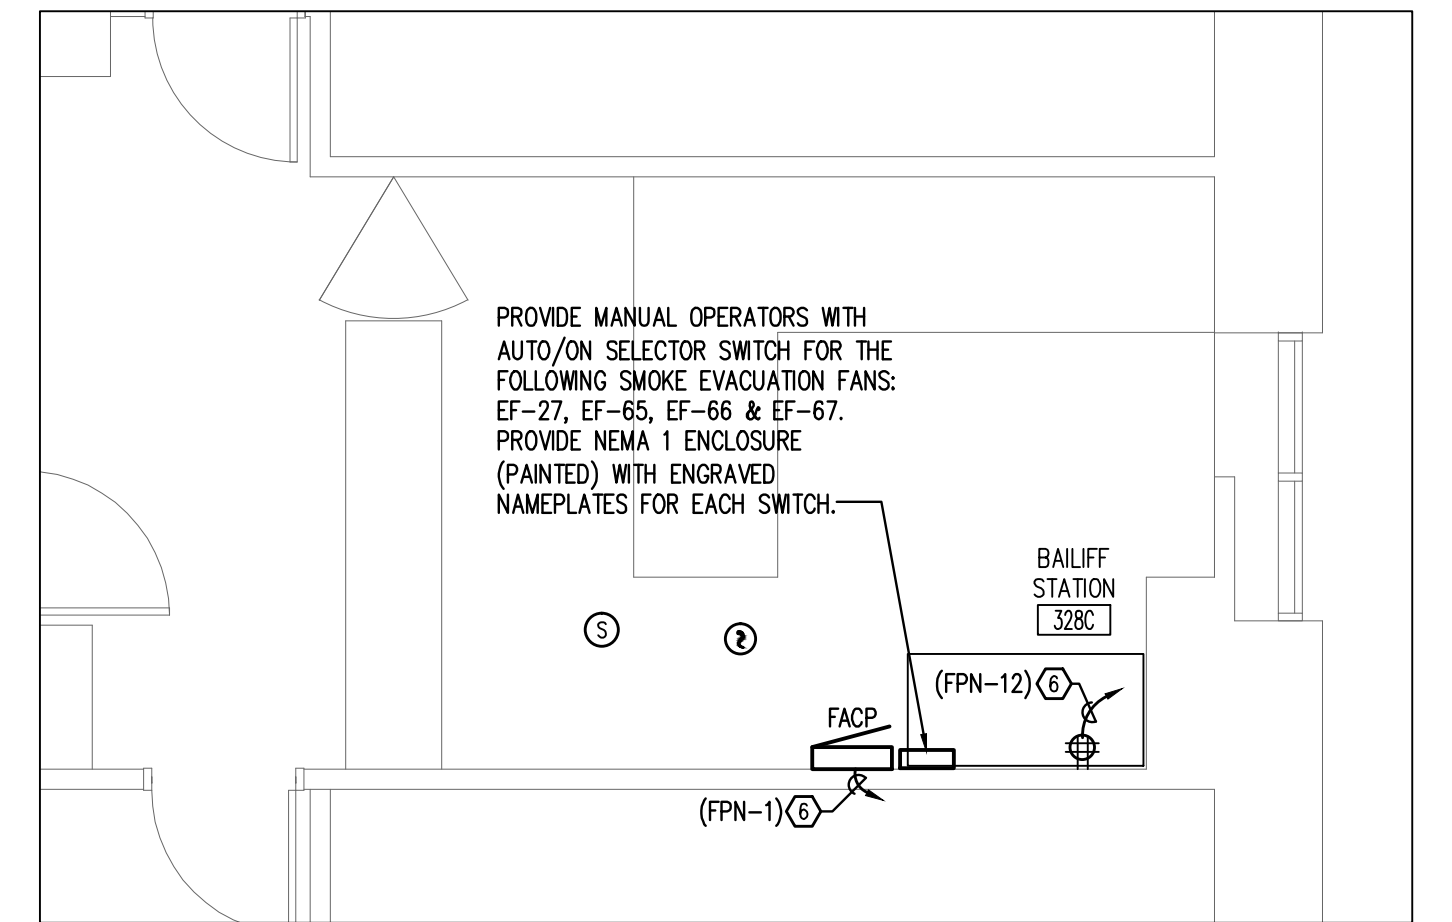 PROVIDE MANUAL OPERATORS WITH
AUTO/ON SELECTOR SWITCH FOR THE
FOLLOWING SMOKE EVACUATION FANS:
EF-27, EF-65, EF-66 & EF-67.
PROVIDE NEMA 1 ENCLOSURE
(PAINTED) WITH ENGRAVED
NAMEPLATES FOR EACH SWITCH.
BAILIFF
STATION
328C
S
(FPN-12) 6
FACP
(FPN-1) 6